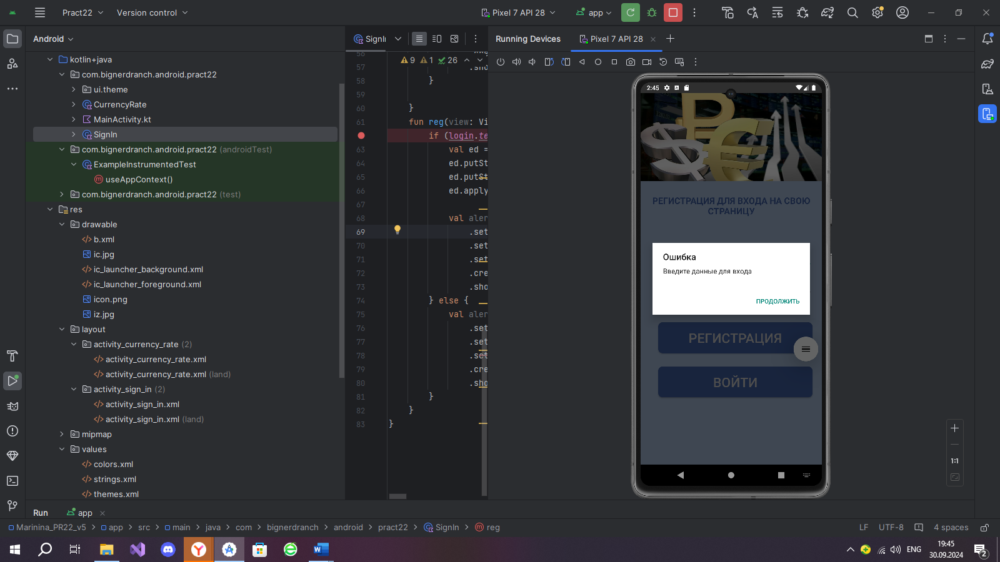 Pract22
Version control
Pixel 7 API 28
app
Android
SignIn
Running Devices
Pixel 7 API 28
kotlin+java
com.bignerdranch.android.pract22
ui.theme
CurrencyRate
MainActivity.kt
SignIn
com.bignerdranch.android.pract22 (androidTest)
ExampleInstrumentedTest
useAppContext()
com.bignerdranch.android.pract22 (test)
res
drawable
b.xml
ic.jpg
ic_launcher_background.xml
ic_launcher_foreground.xml
icon.png
iz.jpg
layout
activity_currency_rate (2)
activity_currency_rate.xml
activity_currency_rate.xml (land)
activity_sign_in (2)
activity_sign_in.xml
activity_sign_in.xml (land)
mipmap
values
colors.xml
strings.xml
themes.xml
9 1 26
56
57 .sho
58 }
59
60 }
61 fun reg(view: Vi
if (login.te
63 val ed =
64 ed.putSt
65 ed.putSt
66 ed.apply
67
68 val aler
69 .set
70 .set
71 .set
72 .cre
73 .sho
74 } else {
75 val aler
76 .set
77 .set
78 .set
79 .cre
80 .sho
81 }
82 }
83 }
2:45
РЕГИСТРАЦИЯ ДЛЯ ВХОДА НА СВОЮ
СТРАНИЦУ
Ошибка
Введите данные для входа
ПРОДОЛЖИТЬ
РЕГИСТРАЦИЯ
ВОЙТИ
1:1
Run
app
Marinina_PR22_v5 > app > src > main > java > com > bignerdranch > android > pract22 > SignIn > reg
LF UTF-8 4 spaces
ENG
19:45
30.09.2024
2